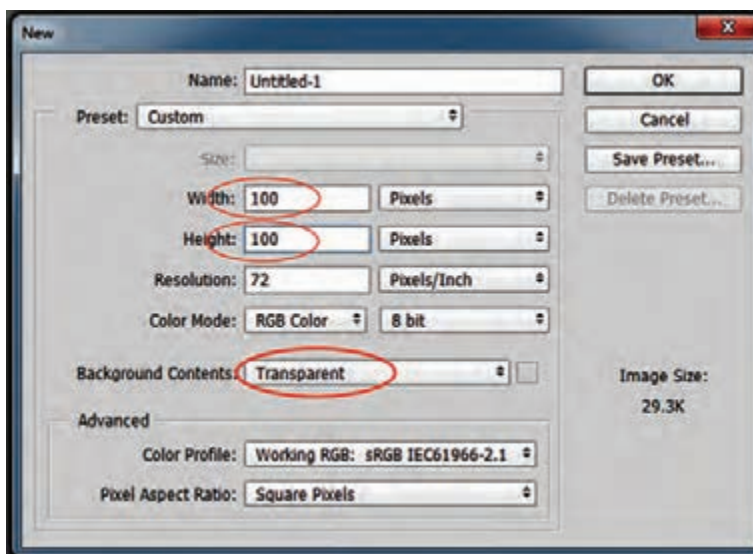 New
Name: Untitled-1
OK
Preset: Custom
Cancel
Size:
Save Preset...
Width: 100 Pixels
Delete Preset...
Height: 100 Pixels
Resolution: 72 Pixels/Inch
Color Mode: RGB Color 8 bit
Background Contents: Transparent
Image Size:
29.3K
Advanced
Color Profile: Working RGB: sRGB IEC61966-2.1
Pixel Aspect Ratio: Square Pixels